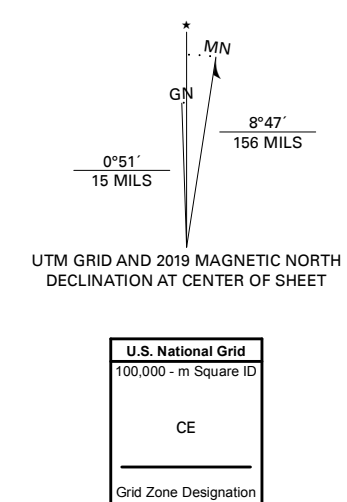 ★
MN
GN
8°47´
156 MILS
0°51´
15 MILS
UTM GRID AND 2019 MAGNETIC NORTH
DECLINATION AT CENTER OF SHEET
U.S. National Grid
100,000 - m Square ID
CE
Grid Zone Designation